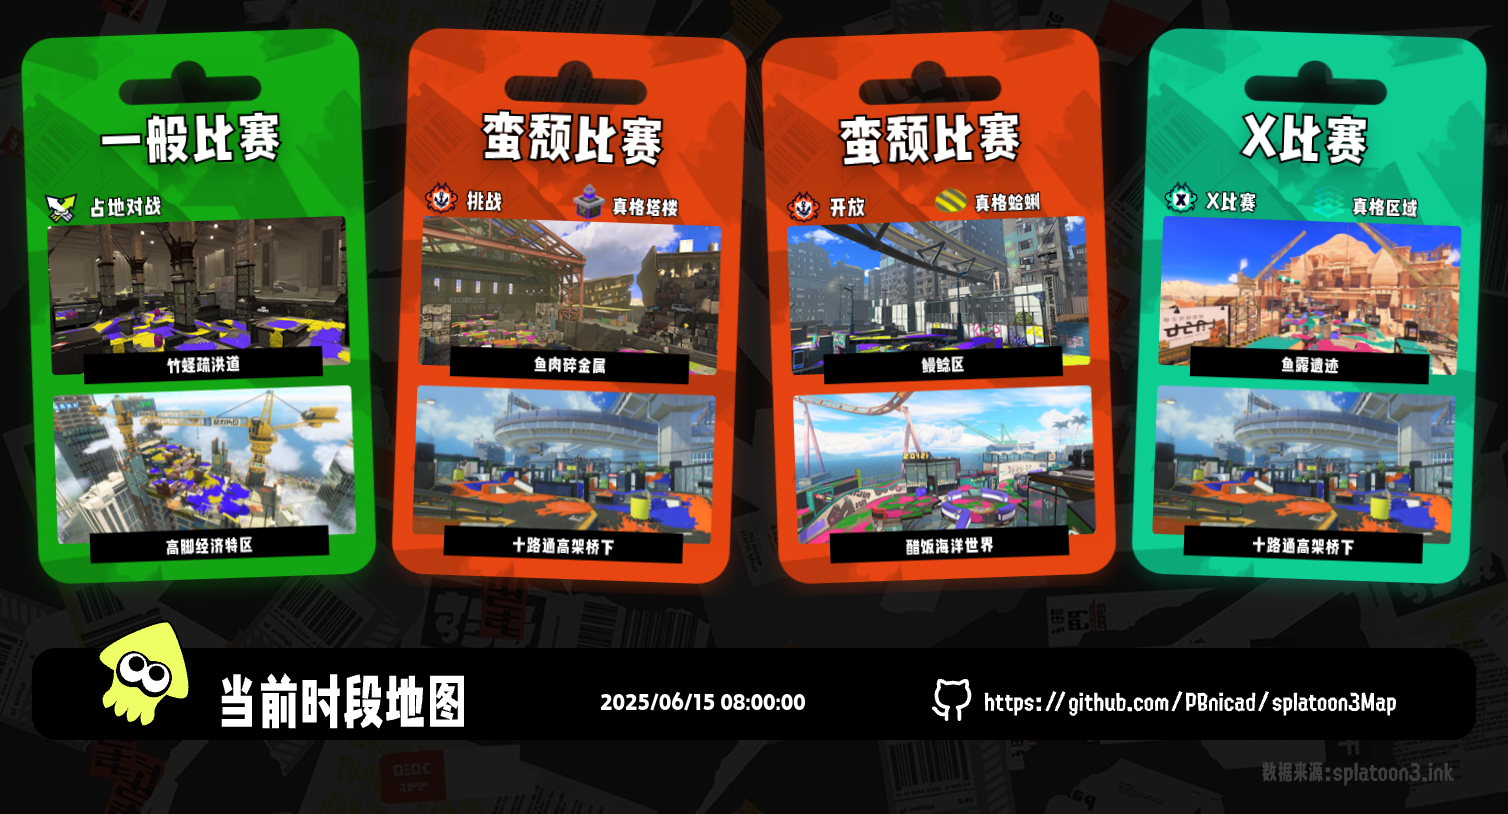 一般比赛
占地对战
竹蛏疏洪道
高脚经济特区
蛮颓比赛
挑战
真格塔楼
鱼肉碎金属
十路通高架桥下
蛮颓比赛
开放
真格蛤蜊
鳗鲶区
醋饭海洋世界
X比赛
X比赛
真格区域
鱼露遗迹
十路通高架桥下
当前时段地图
2025/06/15 08:00:00
https://github.com/PBnicad/splatoon3Map
数据来源:splatoon3.ink